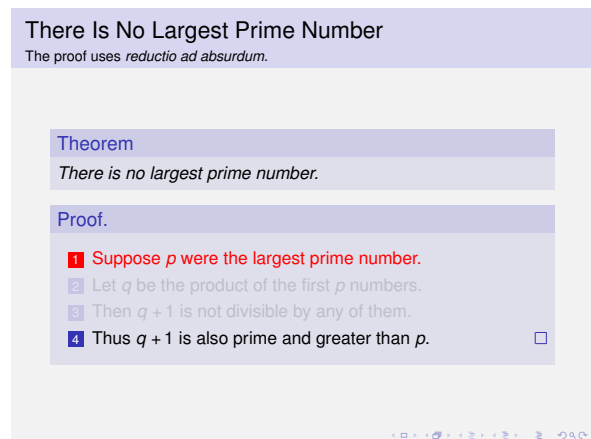 There Is No Largest Prime Number
The proof uses reductio ad absurdum.
Theorem
There is no largest prime number.
Proof.
1 Suppose p were the largest prime number.
2 Let q be the product of the first p numbers.
3 Then q + 1 is not divisible by any of them.
4 Thus q + 1 is also prime and greater than p.